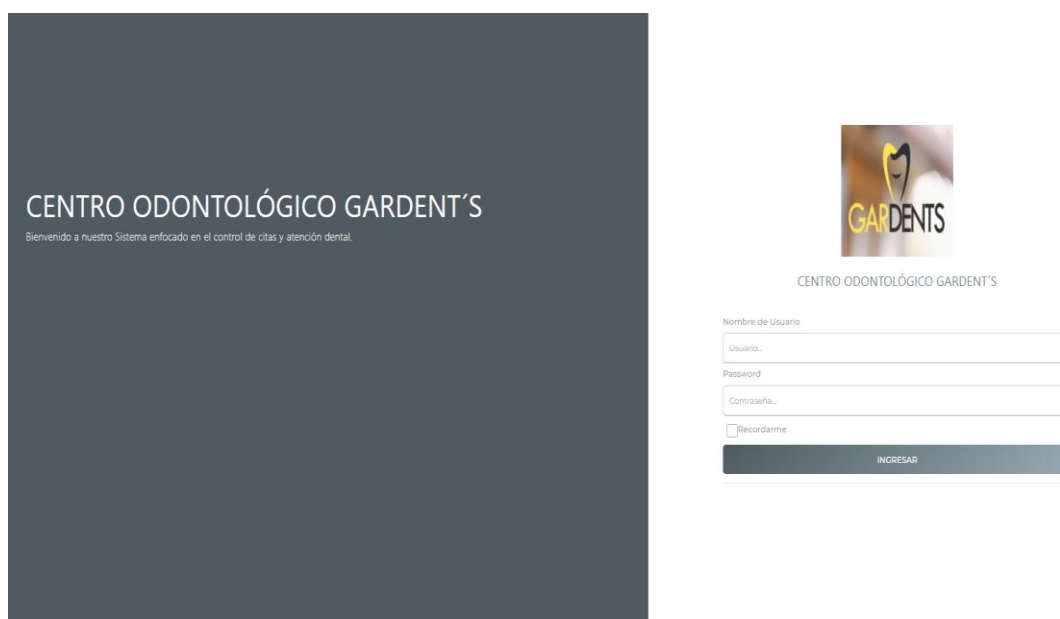 CENTRO ODONTOLÓGICO GARDENT´S
Bienvenido a nuestro Sistema enfocado en el control de citas y atención dental.
GARDENTS
CENTRO ODONTOLÓGICO GARDENT´S
Nombre de Usuario
Usuario...
Password
Contraseña...
Recordarme
INGRESAR